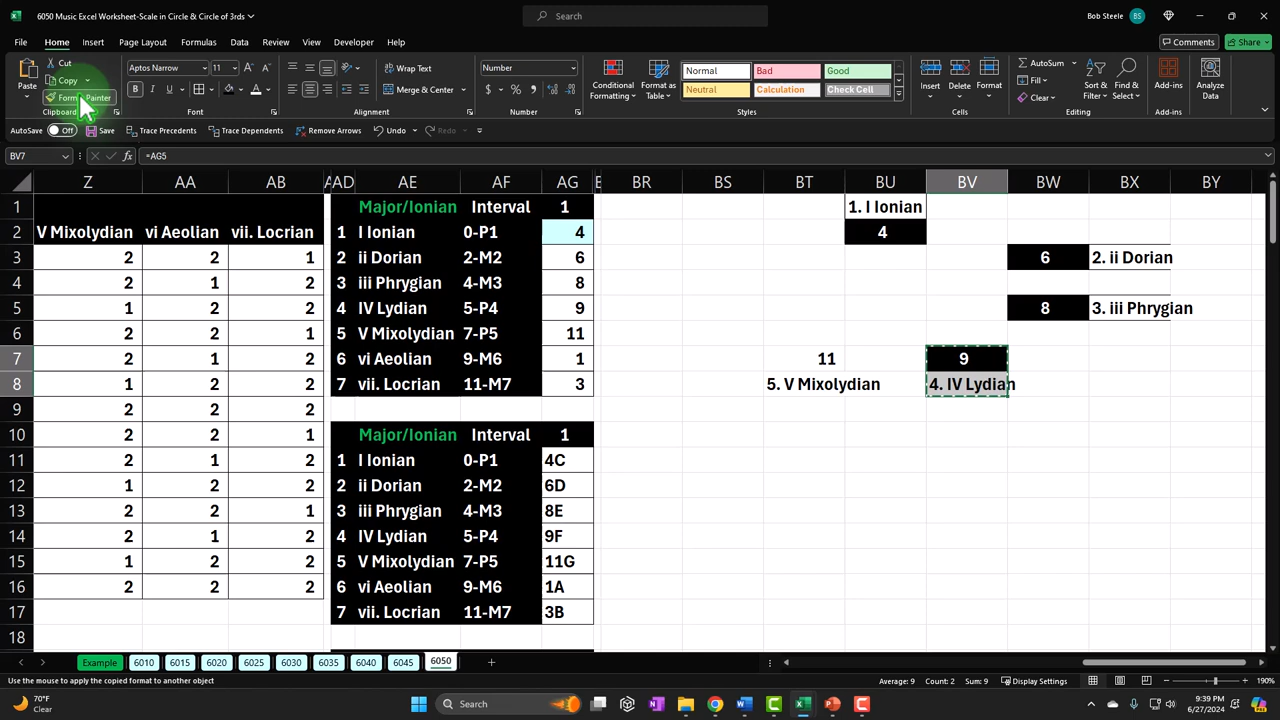 6050 Music Excel Worksheet-Scale in Circle & Circle of 3rds
Search
Bob Steele
BS
File Home Insert Draw Page Layout Formulas Data Review View Developer Help
Comments
Share
Paste
Cut
Copy
Format Painter
Clipboard
Aptos Narrow
11
Font
Wrap Text
Merge & Center
Alignment
Number
Number
Conditional Formatting
Format as Table
Normal Bad Good
Neutral Calculation Check Cell
Styles
Insert Delete Format
Cells
AutoSum
Fill
Clear
Editing
Sort & Filter
Find & Select
Add-ins
Add-ins
Analyze Data
AutoSave Off Save Trace Precedents Trace Dependents Remove Arrows Undo Redo
BV7 =AG5
Z AA AB AD AE AF AG BR BS BT BU BV BW BX BY
1 Major/Ionian Interval 1 1. I Ionian
2 V Mixolydian vi Aeolian vii. Locrian 1 I Ionian 0-P1 4 4
3 2 2 1 2 ii Dorian 2-M2 6 6 2. ii Dorian
4 2 1 2 3 iii Phrygian 4-M3 8
5 1 2 2 4 IV Lydian 5-P4 9 8 3. iii Phrygian
6 2 2 1 5 V Mixolydian 7-P5 11
7 2 1 2 6 vi Aeolian 9-M6 1 11 9
8 1 2 2 7 vii. Locrian 11-M7 3 5. V Mixolydian 4. IV Lydian
9 2 2 2
10 2 2 1 Major/Ionian Interval 1
11 2 1 2 1 I Ionian 0-P1 4C
12 1 2 2 2 ii Dorian 2-M2 6D
13 2 2 1 3 iii Phrygian 4-M3 8E
14 2 1 2 4 IV Lydian 5-P4 9F
15 1 2 2 5 V Mixolydian 7-P5 11G
16 2 2 2 6 vi Aeolian 9-M6 1A
17 7 vii. Locrian 11-M7 3B
18
Example 6010 6015 6020 6025 6030 6035 6040 6045 6050
Use the mouse to apply the copied format to another object
Average: 9 Count: 2 Sum: 9 Display Settings 190%
70°F
Clear
Search
9:39 PM
6/27/2024